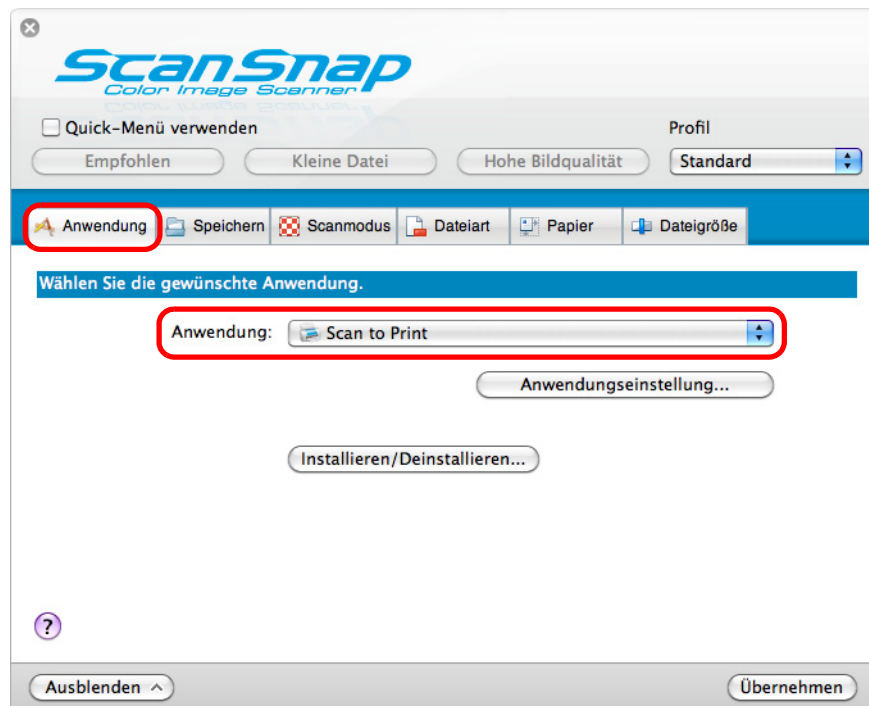 ScanSnap
Color Image Scanner
Quick-Menü verwenden
Profil
Empfohlen
Kleine Datei
Hohe Bildqualität
Standard
Anwendung
Speichern
Scanmodus
Dateiart
Papier
Dateigröße
Wählen Sie die gewünschte Anwendung.
Anwendung:
Scan to Print
Anwendungseinstellung...
Installieren/Deinstallieren...
?
Ausblenden
Übernehmen